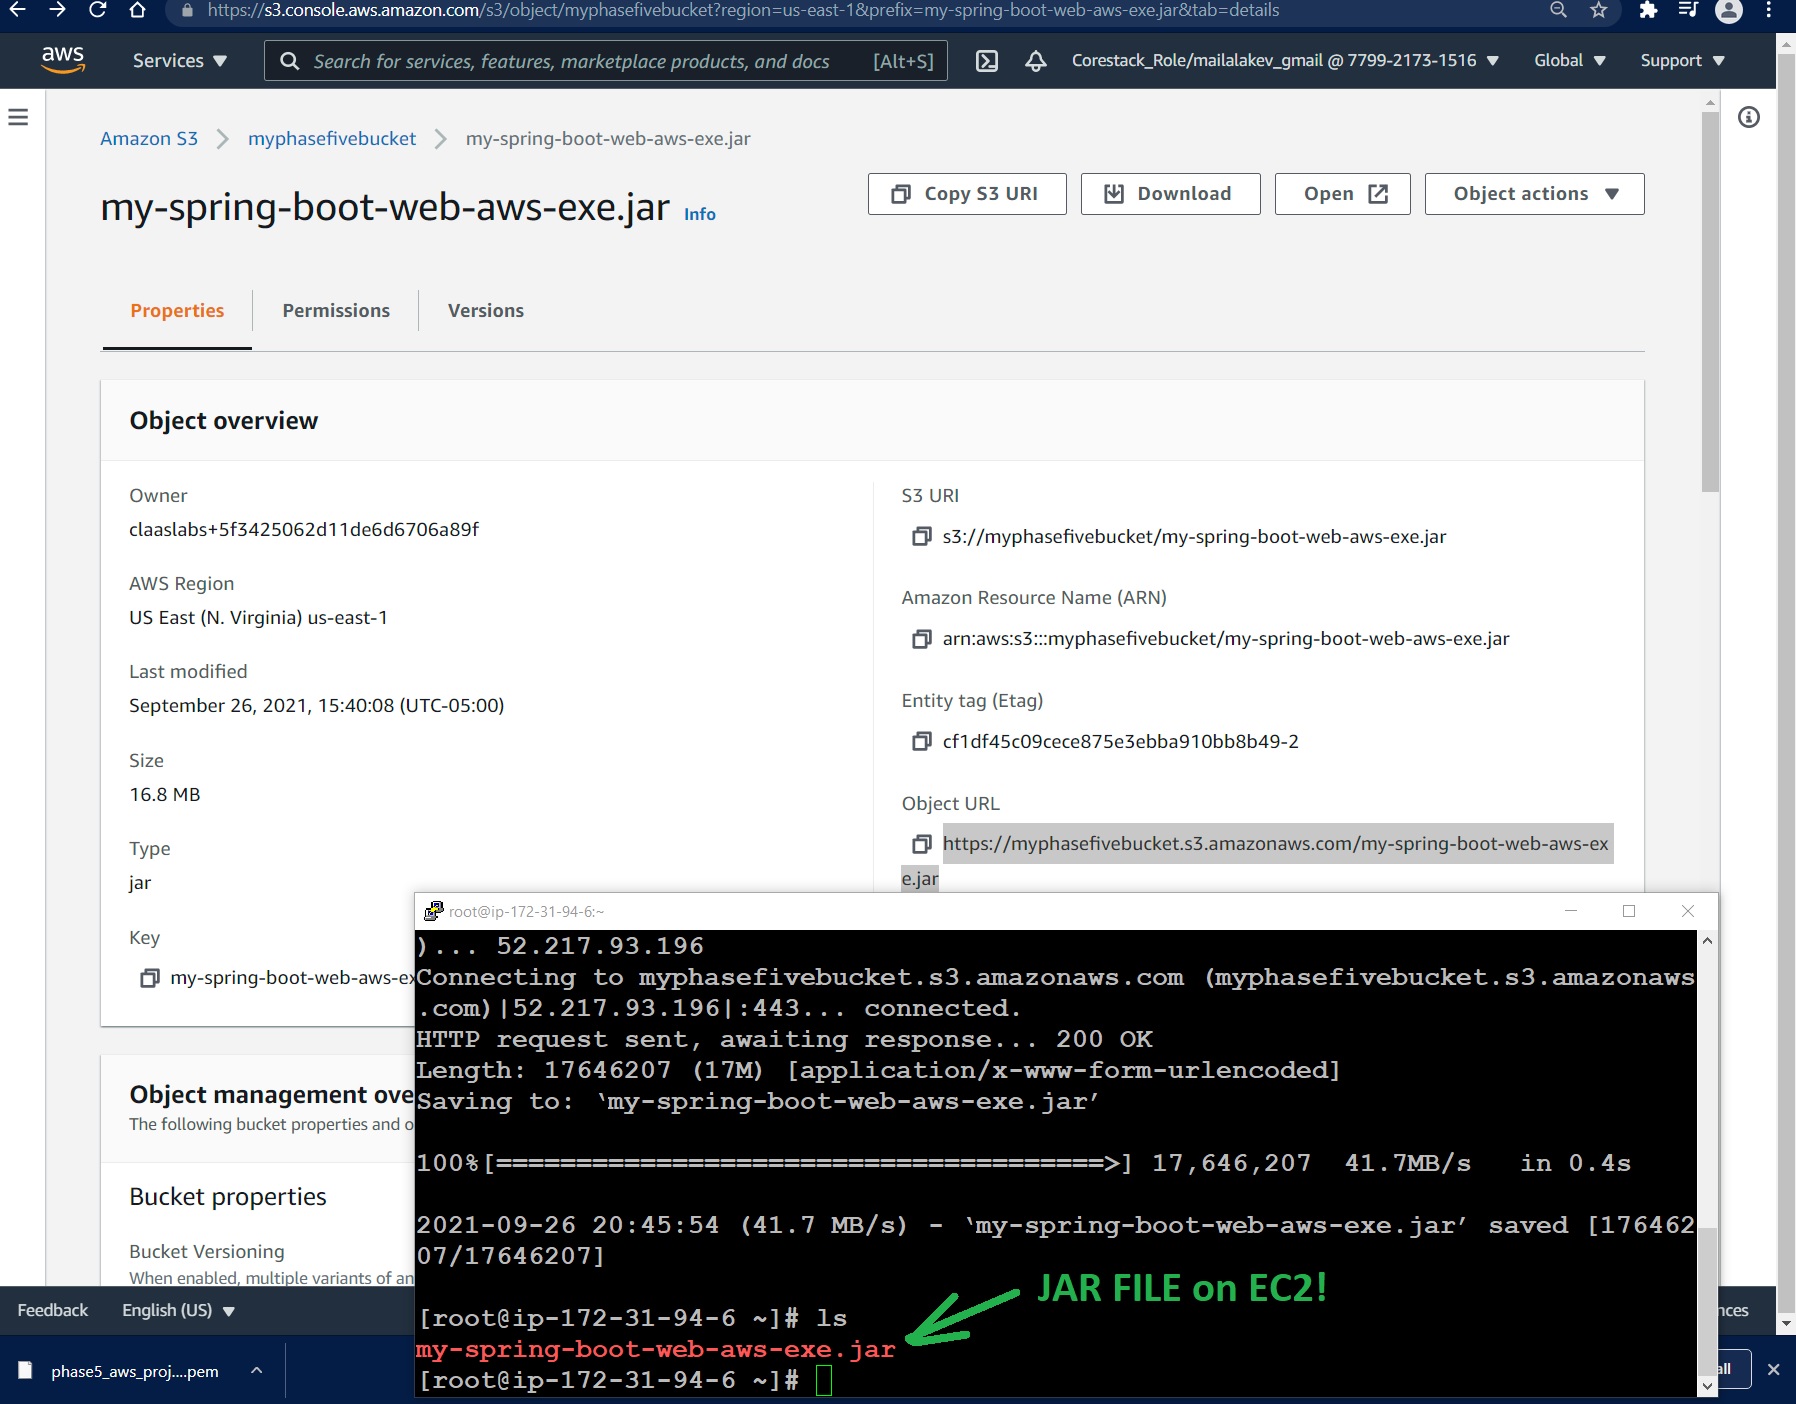 https://s3.console.aws.amazon.com/s3/object/myphasefivebucket?region=us-east-1&prefix=my-spring-boot-web-aws-exe.jar&tab=details
aws
Services
Search for services, features, marketplace products, and docs [Alt+S]
Corestack_Role/mailalakev_gmail @ 7799-2173-1516
Global
Support
Amazon S3
myphasefivebucket
my-spring-boot-web-aws-exe.jar
my-spring-boot-web-aws-exe.jar Info
Copy S3 URI
Download
Open
Object actions
Properties
Permissions
Versions
Object overview
Owner
claaslabs+5f3425062d11de6d6706a89f
AWS Region
US East (N. Virginia) us-east-1
Last modified
September 26, 2021, 15:40:08 (UTC-05:00)
Size
16.8 MB
Type
jar
Key
my-spring-boot-web-aws-ex
S3 URI
s3://myphasefivebucket/my-spring-boot-web-aws-exe.jar
Amazon Resource Name (ARN)
arn:aws:s3:::myphasefivebucket/my-spring-boot-web-aws-exe.jar
Entity tag (Etag)
cf1df45c09cece875e3ebba910bb8b49-2
Object URL
https://myphasefivebucket.s3.amazonaws.com/my-spring-boot-web-aws-ex
e.jar
Object management ove
The following bucket properties and o
Bucket properties
Bucket Versioning
When enabled, multiple variants of an
root@ip-172-31-94-6:~
)... 52.217.93.196
Connecting to myphasefivebucket.s3.amazonaws.com (myphasefivebucket.s3.amazonaws
.com)|52.217.93.196|:443... connected.
HTTP request sent, awaiting response... 200 OK
Length: 17646207 (17M) [application/x-www-form-urlencoded]
Saving to: ‘my-spring-boot-web-aws-exe.jar’
100%[======================================>] 17,646,207 41.7MB/s in 0.4s
2021-09-26 20:45:54 (41.7 MB/s) - ‘my-spring-boot-web-aws-exe.jar’ saved [176462
07/17646207]
[root@ip-172-31-94-6 ~]# ls
my-spring-boot-web-aws-exe.jar
[root@ip-172-31-94-6 ~]#
JAR FILE on EC2!
Feedback
English (US)
nces
phase5_aws_proj....pem
all